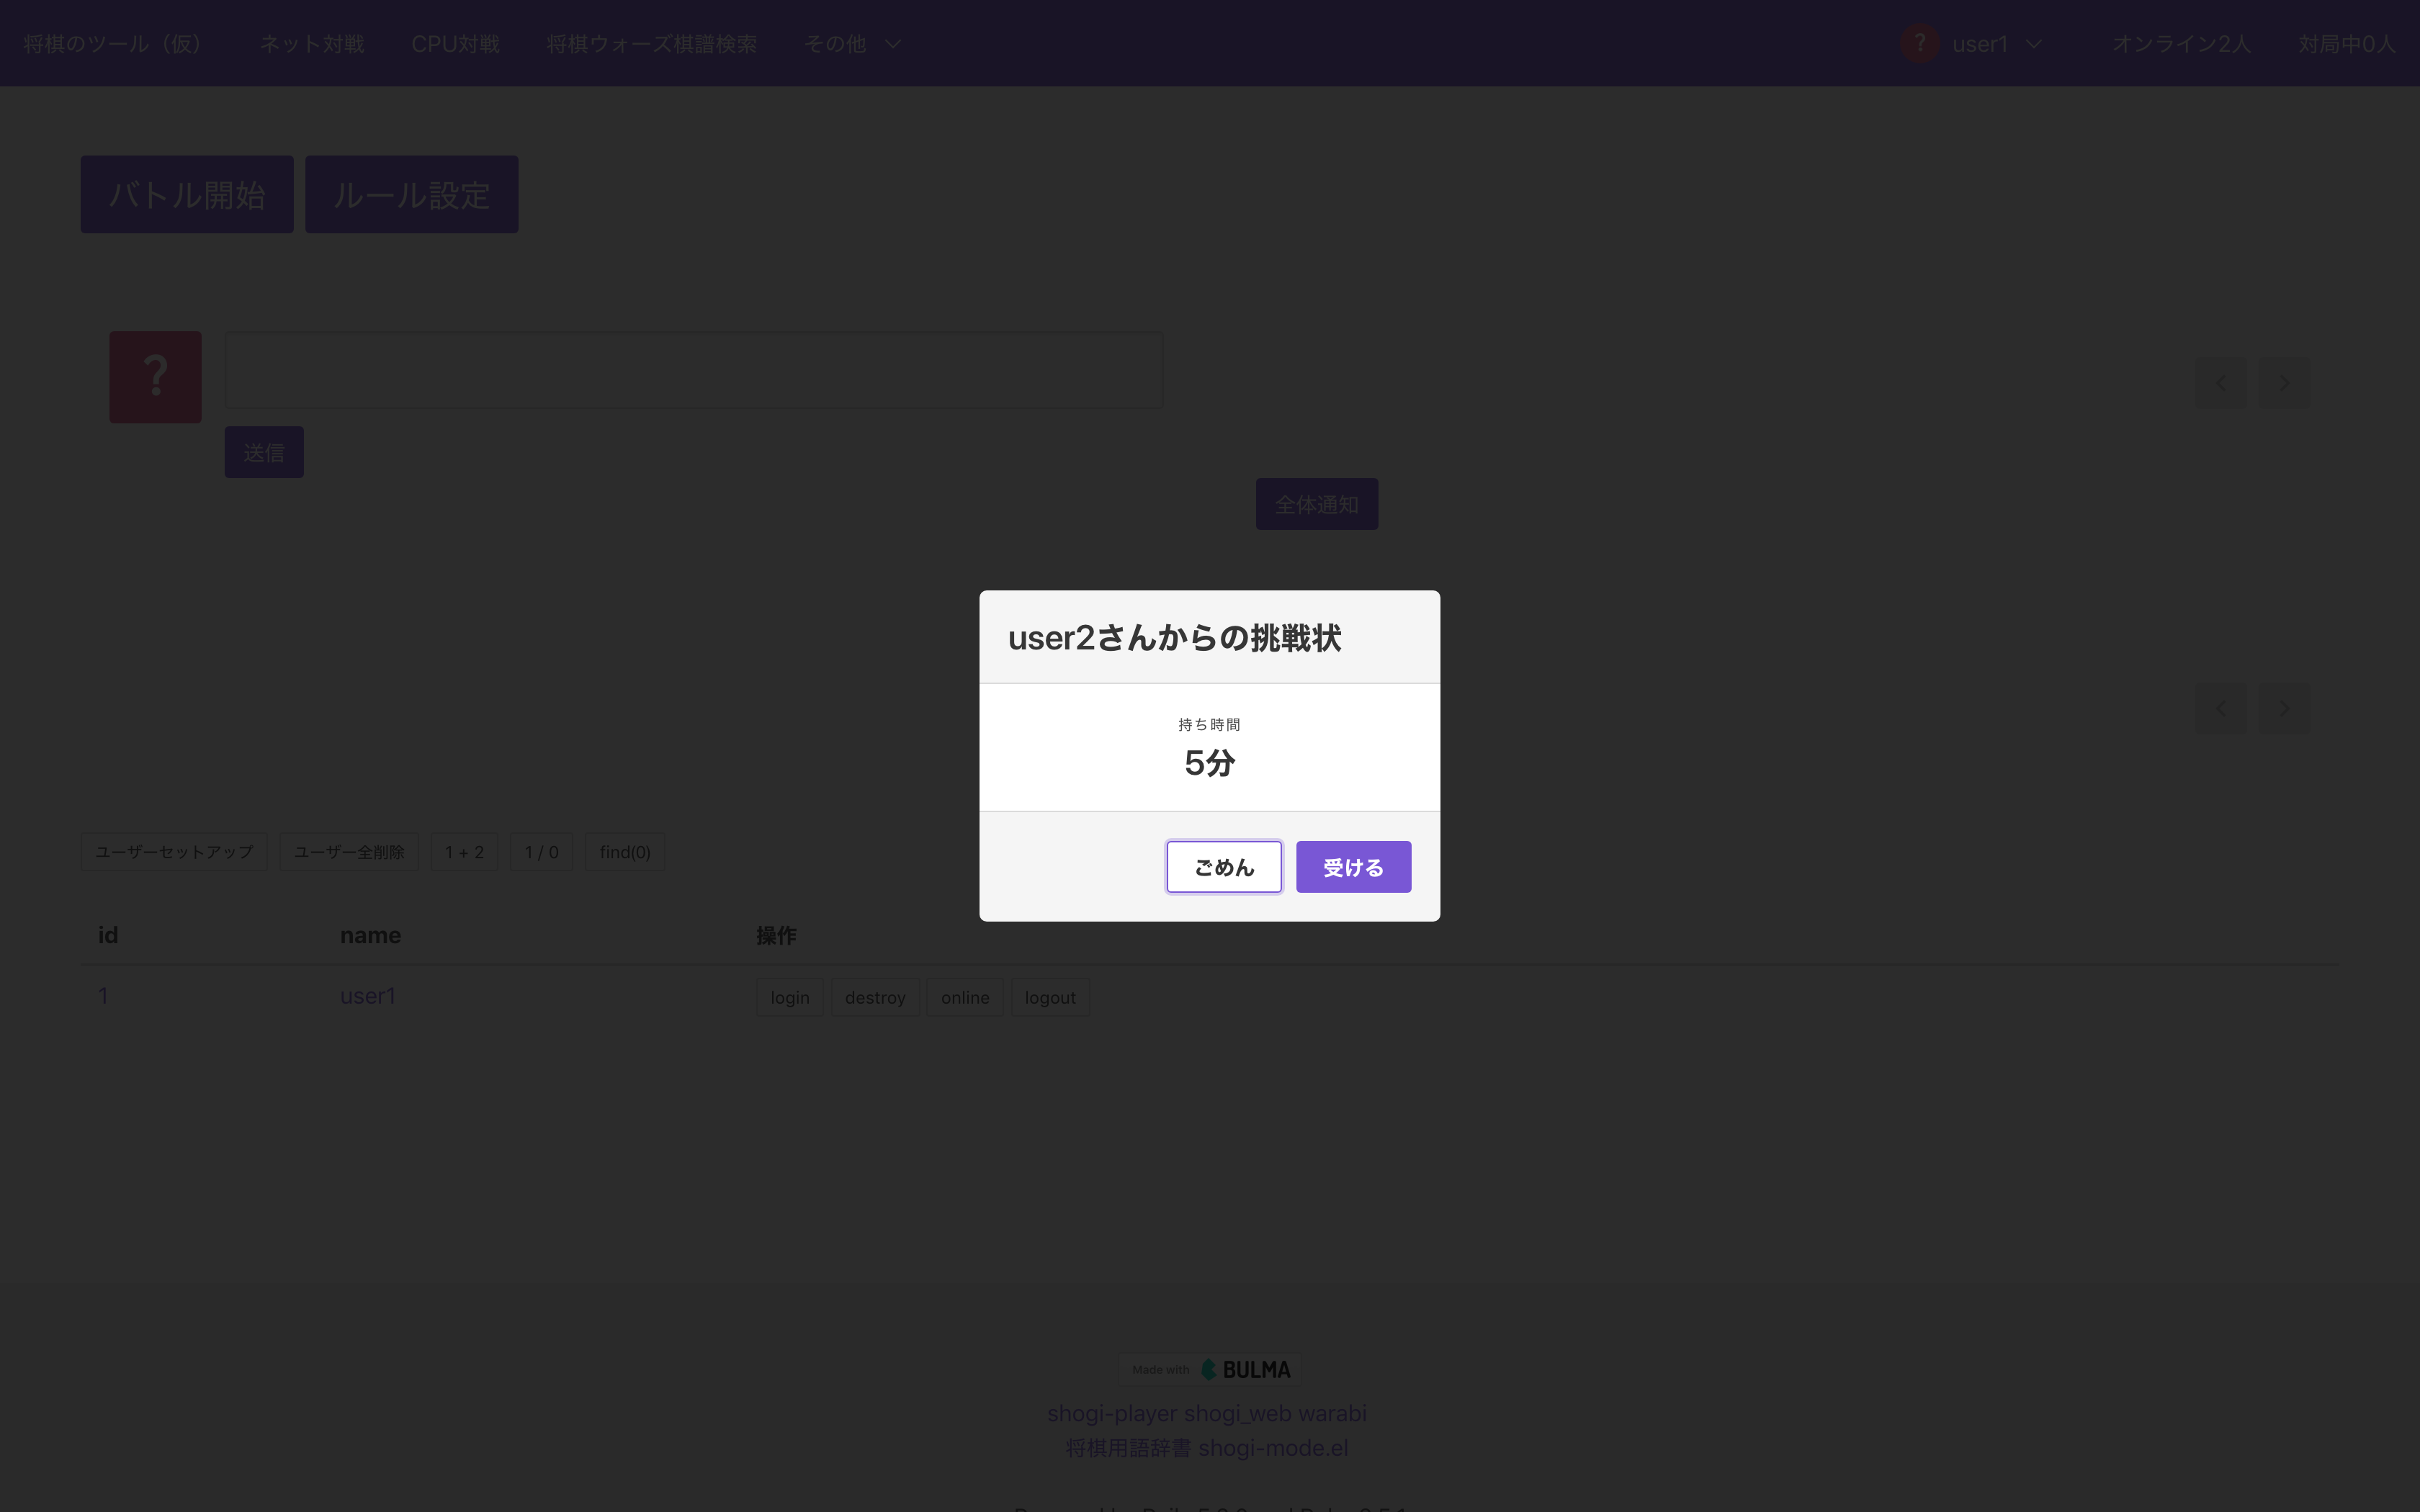 将棋のツール（仮） ネット対戦 CPU対戦 将棋ウォーズ棋譜検索 その他 ? user1 オンライン2人 対局中0人
バトル開始 ルール設定
?
送信
全体通知
user2さんからの挑戦状
持ち時間
5分
ごめん 受ける
ユーザーセットアップ ユーザー全削除 1 + 2 1 / 0 find(0)
id name 操作
1 user1 login destroy online logout
Made with BULMA
shogi-player shogi_web warabi
将棋用語辞書 shogi-mode.el